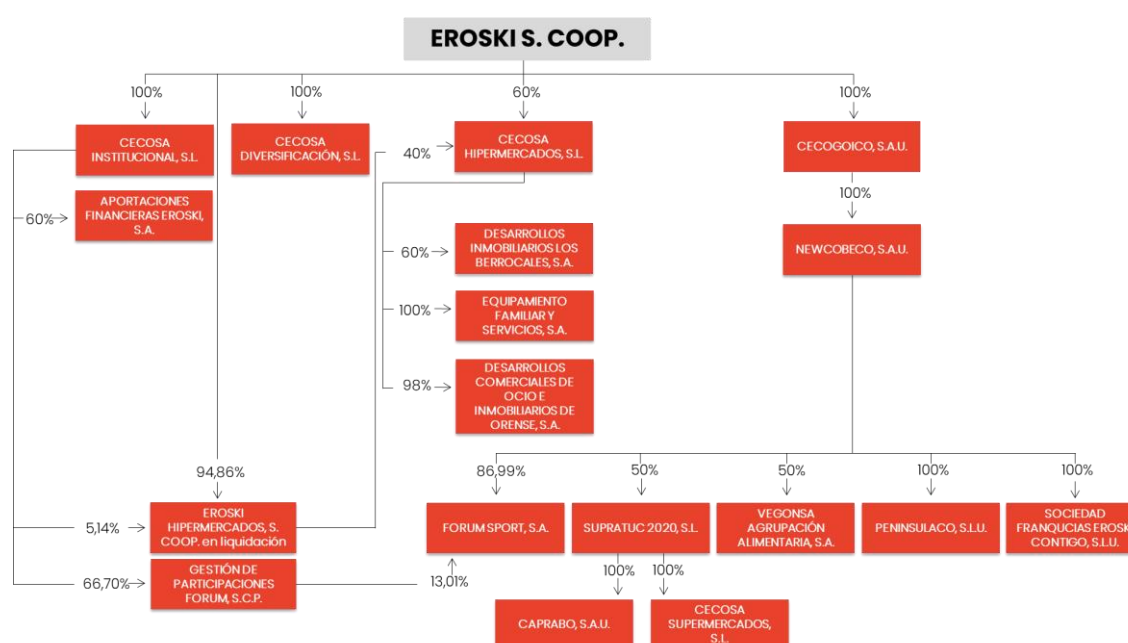 EROSKI S. COOP.
100%
100%
60%
100%
CECOSA
INSTITUCIONAL, S.L.
CECOSA
DIVERSIFICACIÓN, S.L.
40%
CECOSA
HIPERMERCADOS, S.L.
CECOGOICO, S.A.U.
60%
APORTACIONES
FINANCIERAS EROSKI,
S.A.
100%
60%
DESARROLLOS
INMOBILIARIOS LOS
BERROCALES, S.A.
NEWCOBECO, S.A.U.
100%
EQUIPAMIENTO
FAMILIAR Y
SERVICIOS, S.A.
98%
DESARROLLOS
COMERCIALES DE
OCIO E
INMOBILIARIOS DE
ORENSE, S.A.
94,86%
86,99%
50%
50%
100%
100%
5,14%
EROSKI
HIPERMERCADOS, S.
COOP. en liquidación
FORUM SPORT, S.A.
SUPRATUC 2020, S.L.
VEGONSA
AGRUPACIÓN
ALIMENTARIA, S.A.
PENINSULACO, S.L.U.
SOCIEDAD
FRANQUCIAS EROSKI
CONTIGO, S.L.U.
66,70%
GESTIÓN DE
PARTICIPACIONES
FORUM, S.C.P.
13,01%
100%
100%
CAPRABO, S.A.U.
CECOSA
SUPERMERCADOS,
S.L.